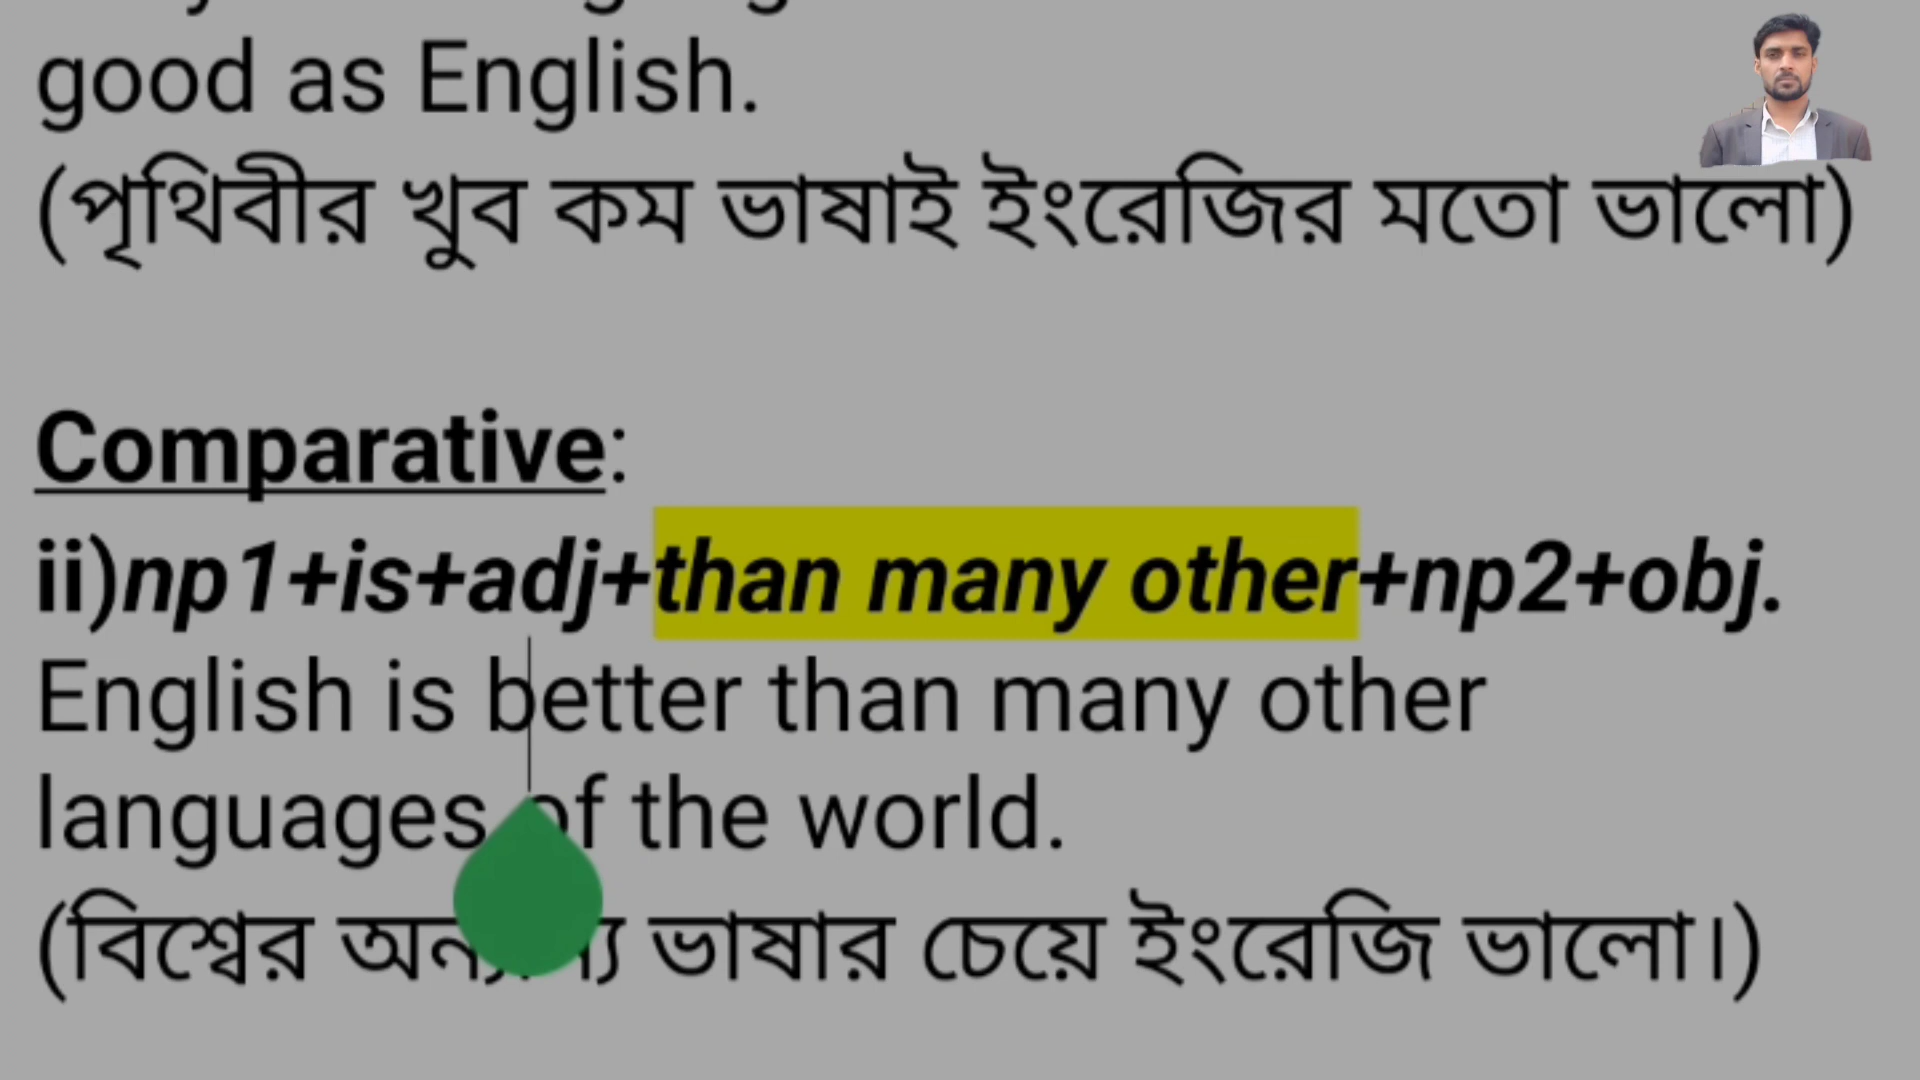 good as English.
(পৃথিবীর খুব কম ভাষাই ইংরেজির মতো ভালো)
Comparative:
ii)np1+is+adj+than many other+np2+obj.
English is better than many other
languages of the world.
(বিশ্বের ভাষার চেয়ে ইংরেজি ভালো।)